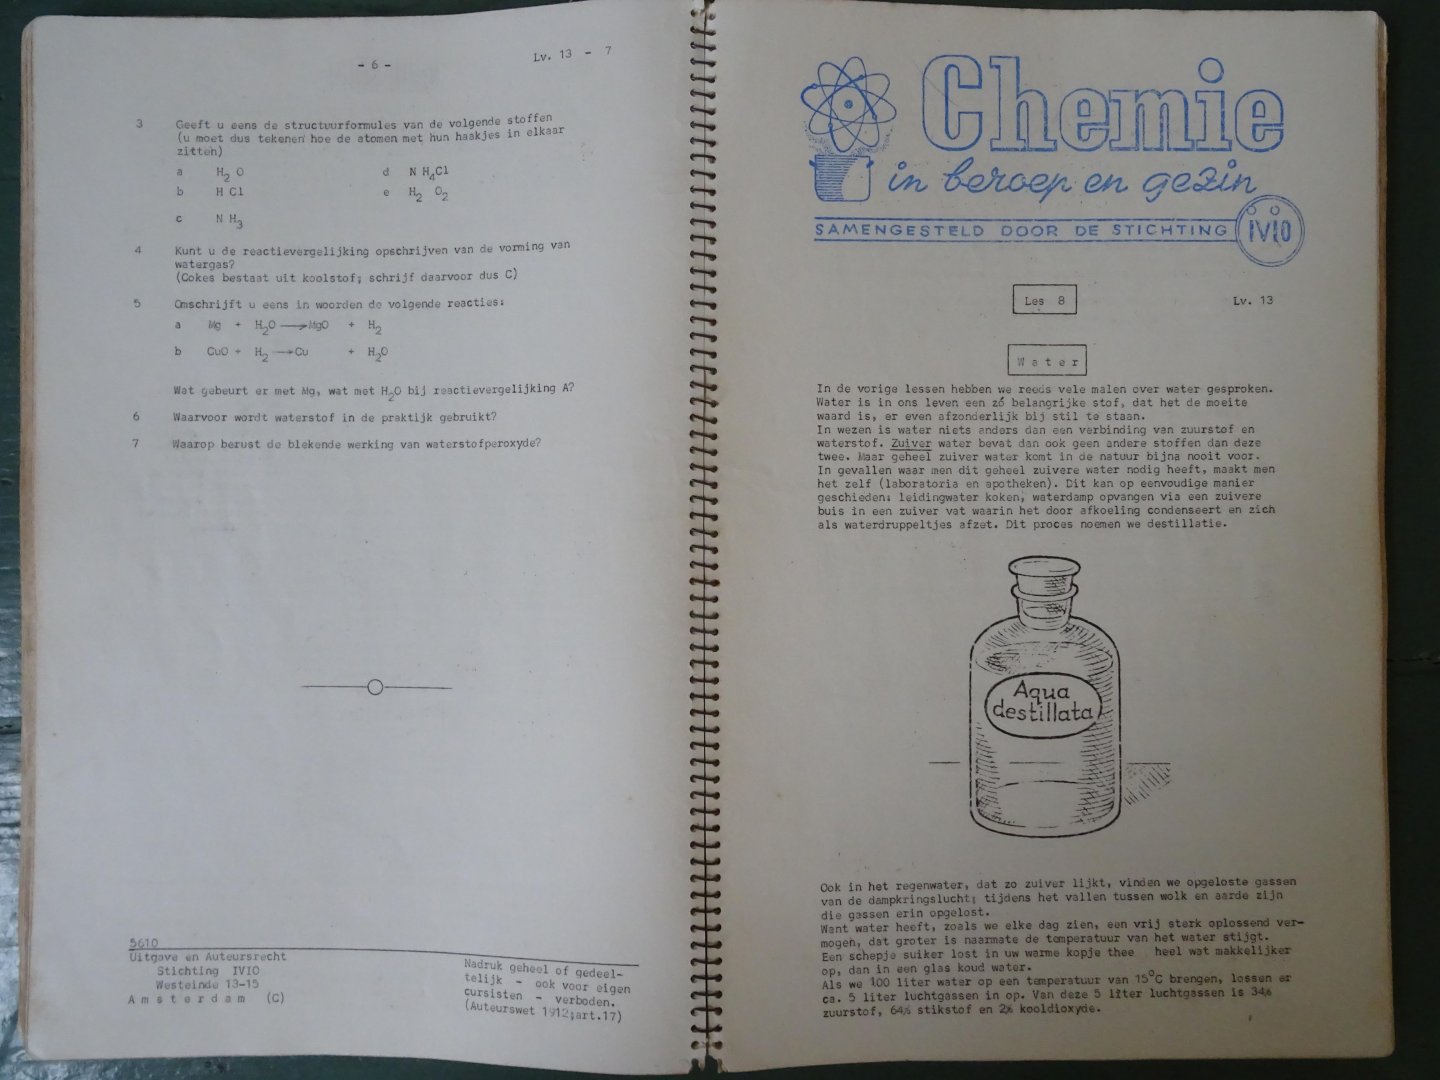 - 6 -
Lv. 13 - 7
3 Geeft u eens de structuurformules van de volgende stoffen
(u moet dus tekenen hoe de atomen met hun haakjes in elkaar
zitten)
a H2 O d N H4Cl
b H Cl e H2 O2
c N H3
4 Kunt u de reactievergelijking opschrijven van de vorming van
watergas?
(Cokes bestaat uit koolstof; schrijf daarvoor dus C)
5 Omschrijft u eens in woorden de volgende reacties:
a Mg + H2O → MgO + H2
b CuO + H2 → Cu + H2O
Wat gebeurt er met Mg, wat met H2O bij reactievergelijking A?
6 Waarvoor wordt waterstof in de praktijk gebruikt?
7 Waarop berust de blekende werking van waterstofperoxyde?
5610
Uitgave en Auteursrecht
Stichting IVIO
Westeinde 13-15
Amsterdam (C)
Nadruk geheel of gedeel-
telijk - ook voor eigen
cursisten - verboden.
(Auteurswet 1912;art.17)
Chemie
in beroep en gezin
SAMENGESTELD DOOR DE STICHTING IVIO
Les 8
Lv. 13
Water
In de vorige lessen hebben we reeds vele malen over water gesproken.
Water is in ons leven een zó belangrijke stof, dat het de moeite
waard is, er even afzonderlijk bij stil te staan.
In wezen is water niets anders dan een verbinding van zuurstof en
waterstof. Zuiver water bevat dan ook geen andere stoffen dan deze
twee. Maar geheel zuiver water komt in de natuur bijna nooit voor.
In gevallen waar men dit geheel zuivere water nodig heeft, maakt men
het zelf (laboratoria en apotheken). Dit kan op eenvoudige manier
geschieden: leidingwater koken, waterdamp opvangen via een zuivere
buis in een zuiver vat waarin het door afkoeling condenseert en zich
als waterdruppeltjes afzet. Dit proces noemen we destillatie.
Aqua
destillata
Ook in het regenwater, dat zo zuiver lijkt, vinden we opgeloste gassen
van de dampkringslucht; tijdens het vallen tussen wolk en aarde zijn
die gassen erin opgelost.
Want water heeft, zoals we elke dag zien, een vrij sterk oplossend ver-
mogen, dat groter is naarmate de temperatuur van het water stijgt.
Een schepje suiker lost in uw warme kopje thee heel wat makkelijker
op, dan in een glas koud water.
Als we 100 liter water op een temperatuur van 15°C brengen, lossen er
ca. 5 liter luchtgassen in op. Van deze 5 liter luchtgassen is 34%
zuurstof, 64% stikstof en 2% kooldioxyde.